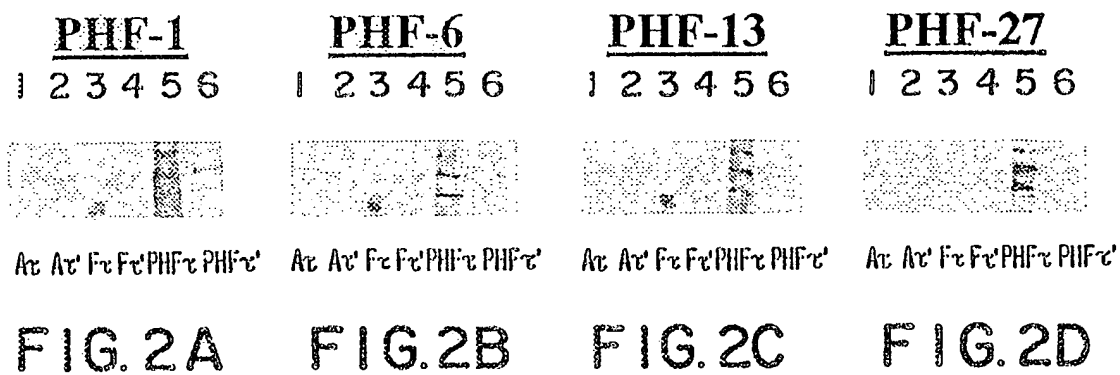 PHF-1 PHF-6 PHF-13 PHF-27
1 2 3 4 5 6 1 2 3 4 5 6 1 2 3 4 5 6 1 2 3 4 5 6
Aτ Aτ' Fτ Fτ' PHFτ PHFτ' Aτ Aτ' Fτ Fτ' PHFτ PHFτ' Aτ Aτ' Fτ Fτ' PHFτ PHFτ' Aτ Aτ' Fτ Fτ' PHFτ PHFτ'
FIG. 2A FIG. 2B FIG. 2C FIG. 2D